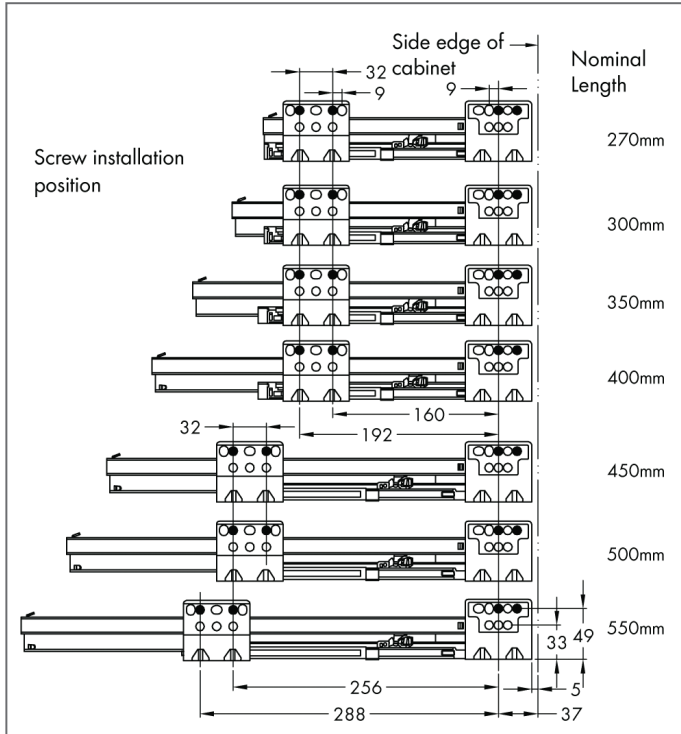 Side edge of
cabinet
Nominal
Length
32
9
9
270mm
Screw installation
position
300mm
350mm
400mm
160
192
32
450mm
500mm
550mm
49
33
256
5
288
37